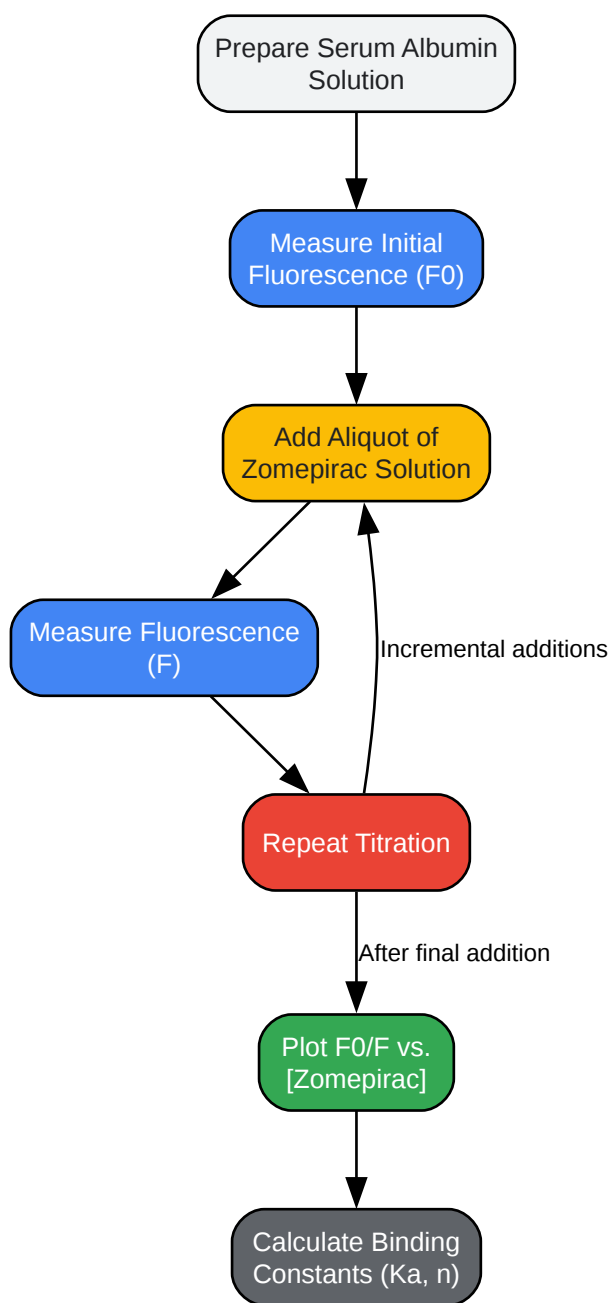 Prepare Serum Albumin
Solution
Measure Initial
Fluorescence (F0)
Add Aliquot of
Zomepirac Solution
Measure Fluorescence
(F)
Incremental additions
Repeat Titration
After final addition
Plot F0/F vs.
[Zomepirac]
Calculate Binding
Constants (Ka, n)